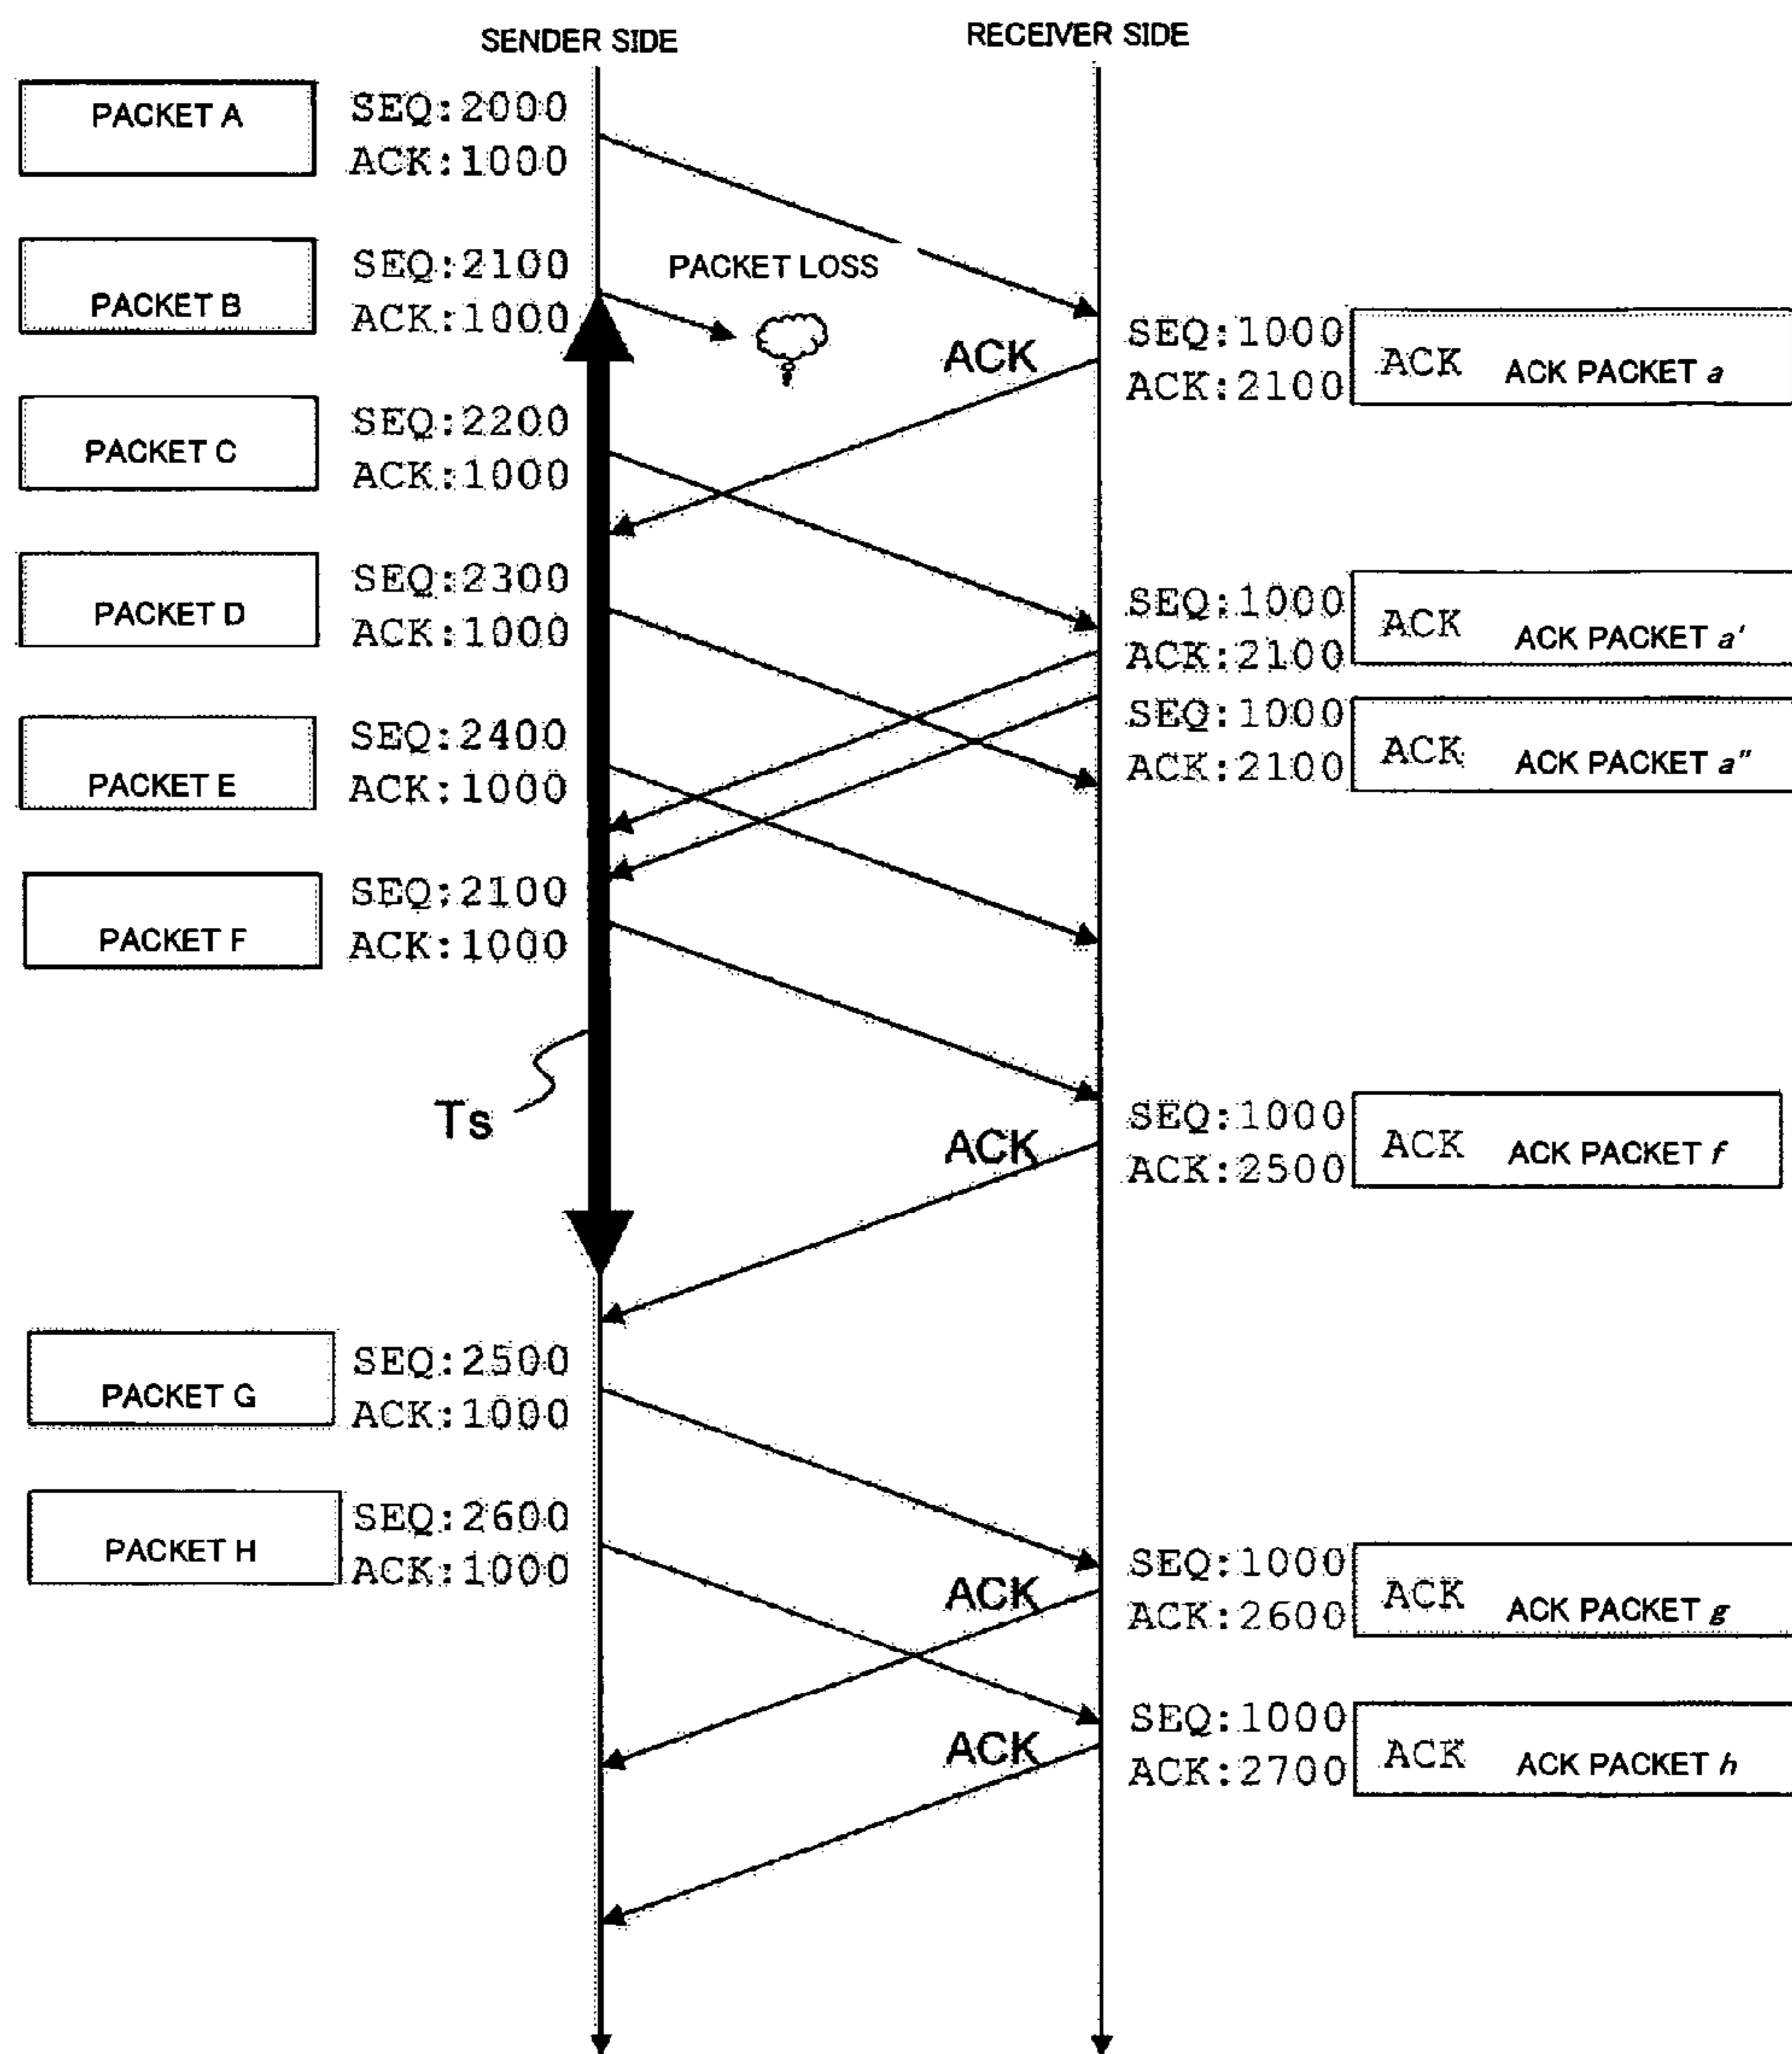 SENDER SIDE
RECEIVER SIDE
PACKET A
SEQ:2000
ACK:1000
PACKET B
SEQ:2100
ACK:1000
PACKET LOSS
SEQ:1000
ACK:2100
ACK
ACK PACKET a
ACK
PACKET C
SEQ:2200
ACK:1000
PACKET D
SEQ:2300
ACK:1000
SEQ:1000
ACK:2100
ACK
ACK PACKET a'
SEQ:1000
ACK:2100
ACK
ACK PACKET a"
PACKET E
SEQ:2400
ACK:1000
PACKET F
SEQ:2100
ACK:1000
Ts
ACK
SEQ:1000
ACK:2500
ACK
ACK PACKET f
PACKET G
SEQ:2500
ACK:1000
PACKET H
SEQ:2600
ACK:1000
ACK
SEQ:1000
ACK:2600
ACK
ACK PACKET g
ACK
SEQ:1000
ACK:2700
ACK
ACK PACKET h